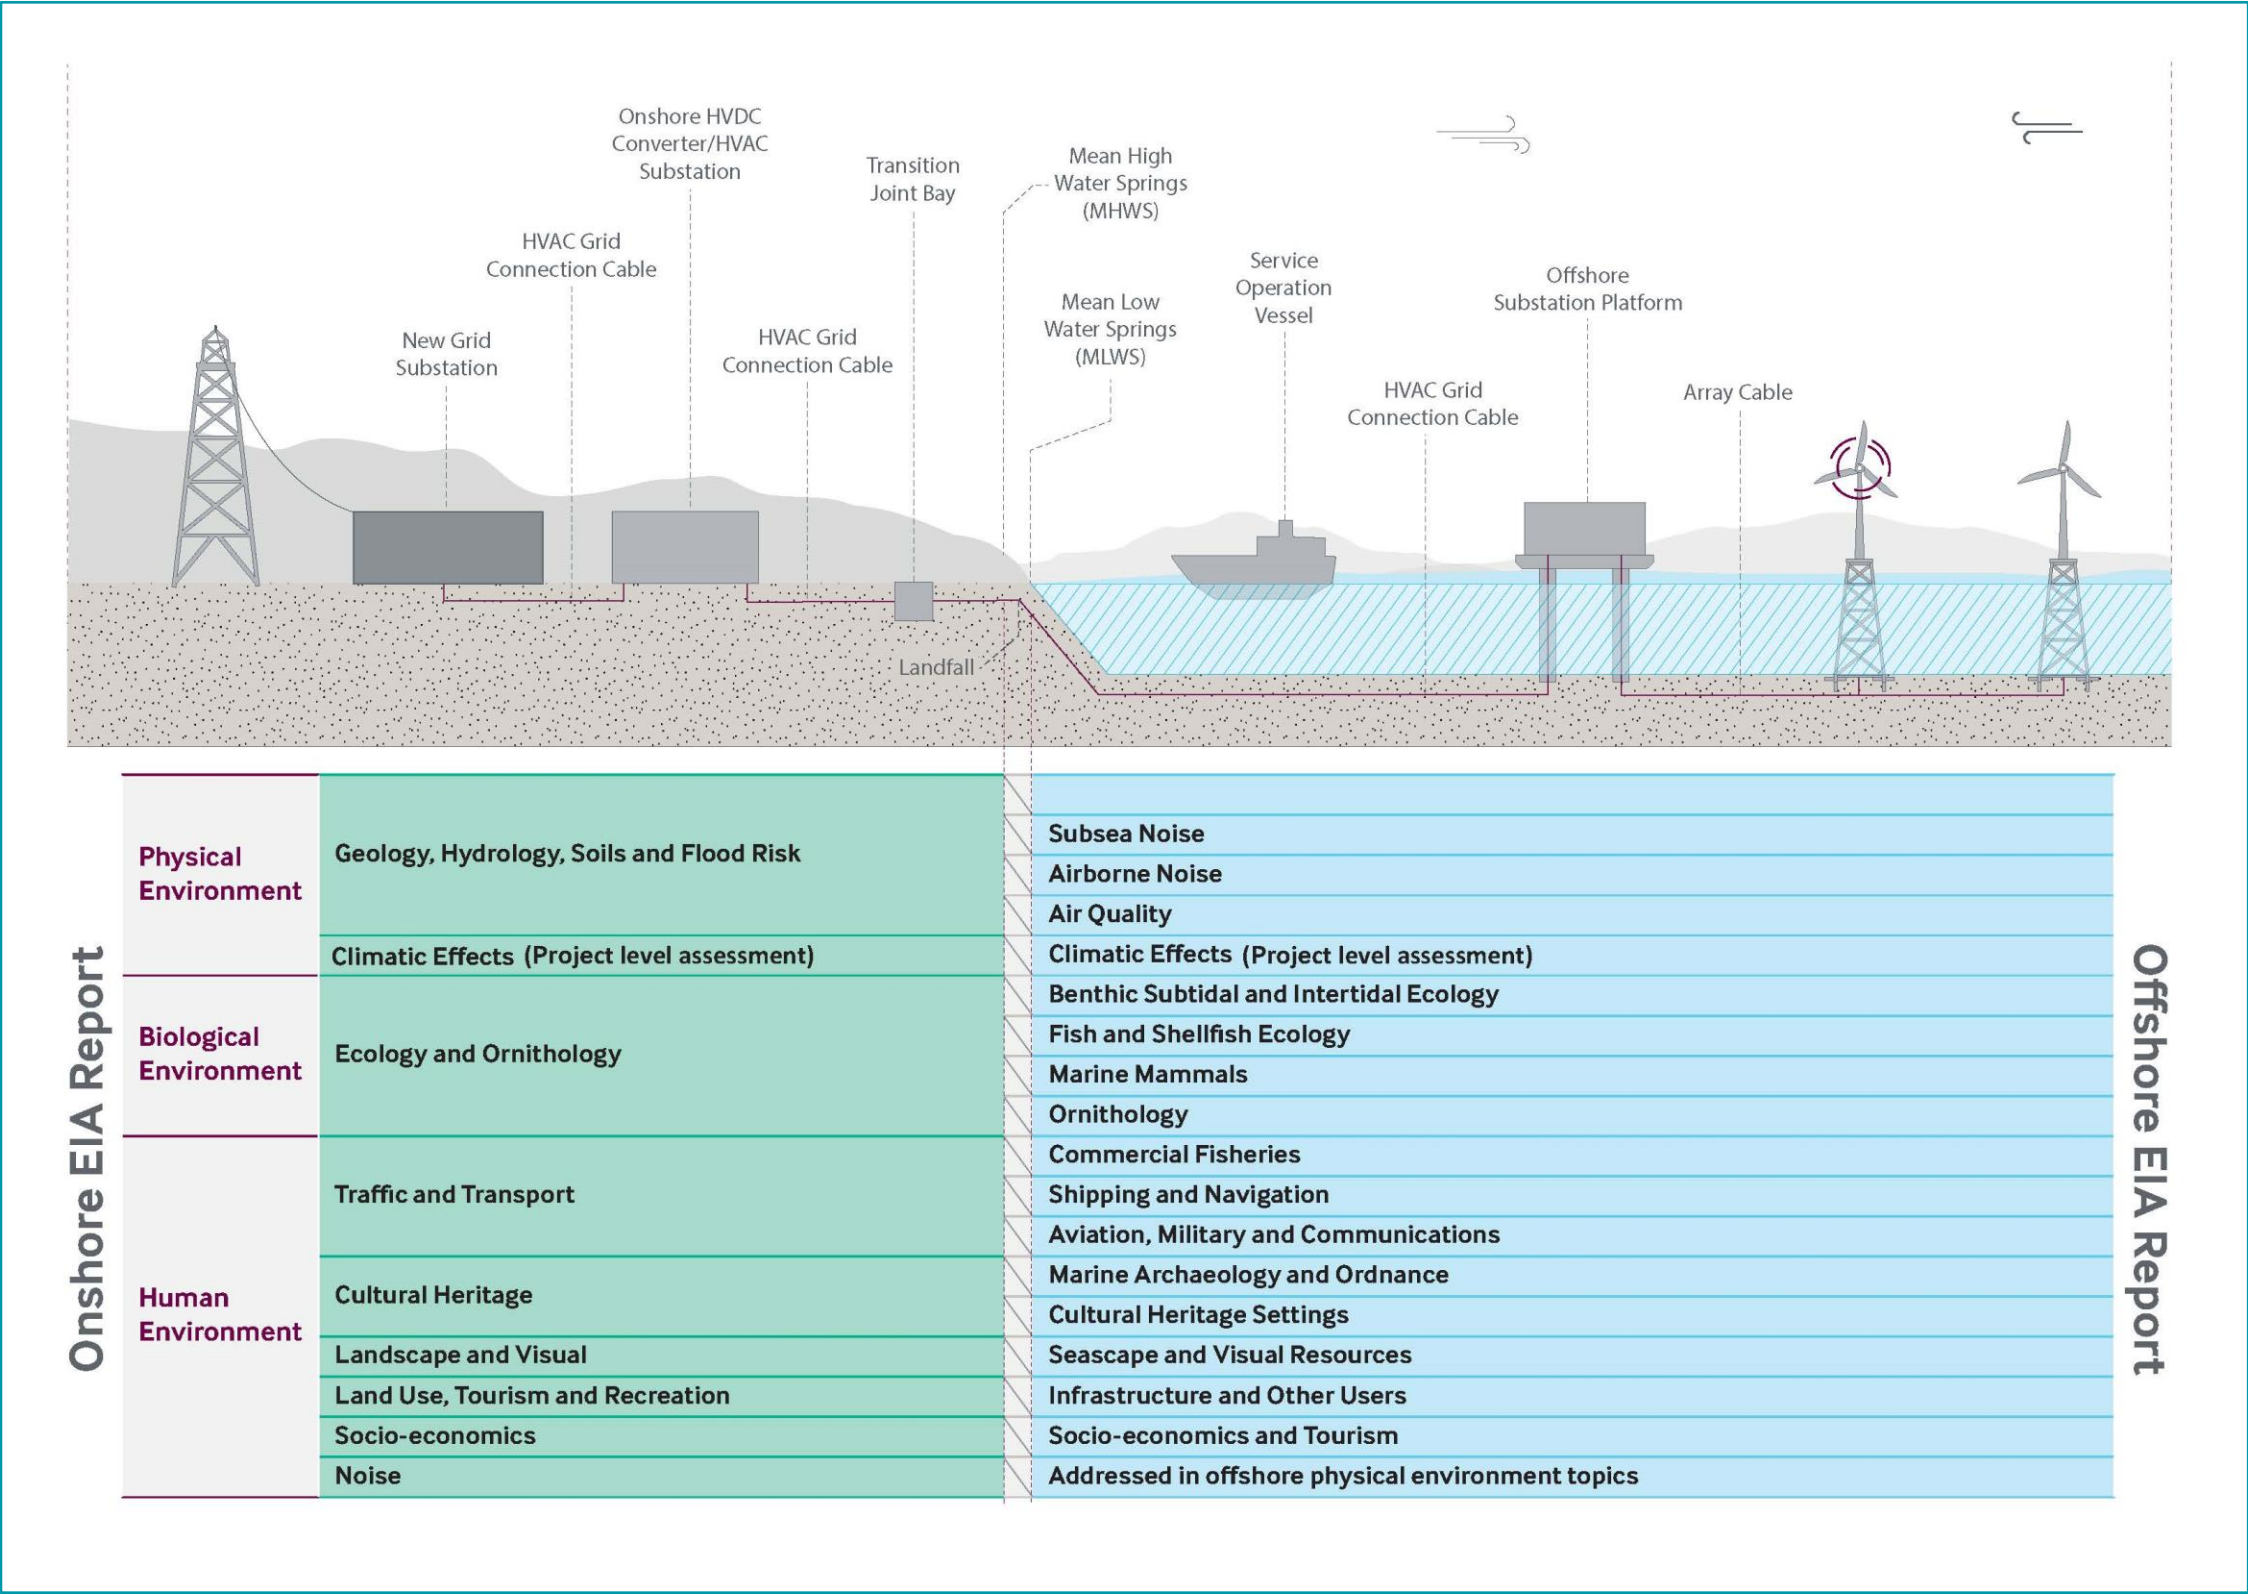 Onshore HVDC
Converter/HVAC
Substation
Transition
Joint Bay
Mean High
Water Springs
(MHWS)
HVAC Grid
Connection Cable
Service
Operation
Vessel
Offshore
Substation Platform
Mean Low
Water Springs
(MLWS)
New Grid
Substation
HVAC Grid
Connection Cable
HVAC Grid
Connection Cable
Array Cable
Landfall
Onshore EIA Report
Physical
Environment
Geology, Hydrology, Soils and Flood Risk
Climatic Effects (Project level assessment)
Biological
Environment
Ecology and Ornithology
Human
Environment
Traffic and Transport
Cultural Heritage
Landscape and Visual
Land Use, Tourism and Recreation
Socio-economics
Noise
Subsea Noise
Airborne Noise
Air Quality
Climatic Effects (Project level assessment)
Benthic Subtidal and Intertidal Ecology
Fish and Shellfish Ecology
Marine Mammals
Ornithology
Commercial Fisheries
Shipping and Navigation
Aviation, Military and Communications
Marine Archaeology and Ordnance
Cultural Heritage Settings
Seascape and Visual Resources
Infrastructure and Other Users
Socio-economics and Tourism
Addressed in offshore physical environment topics
Offshore EIA Report